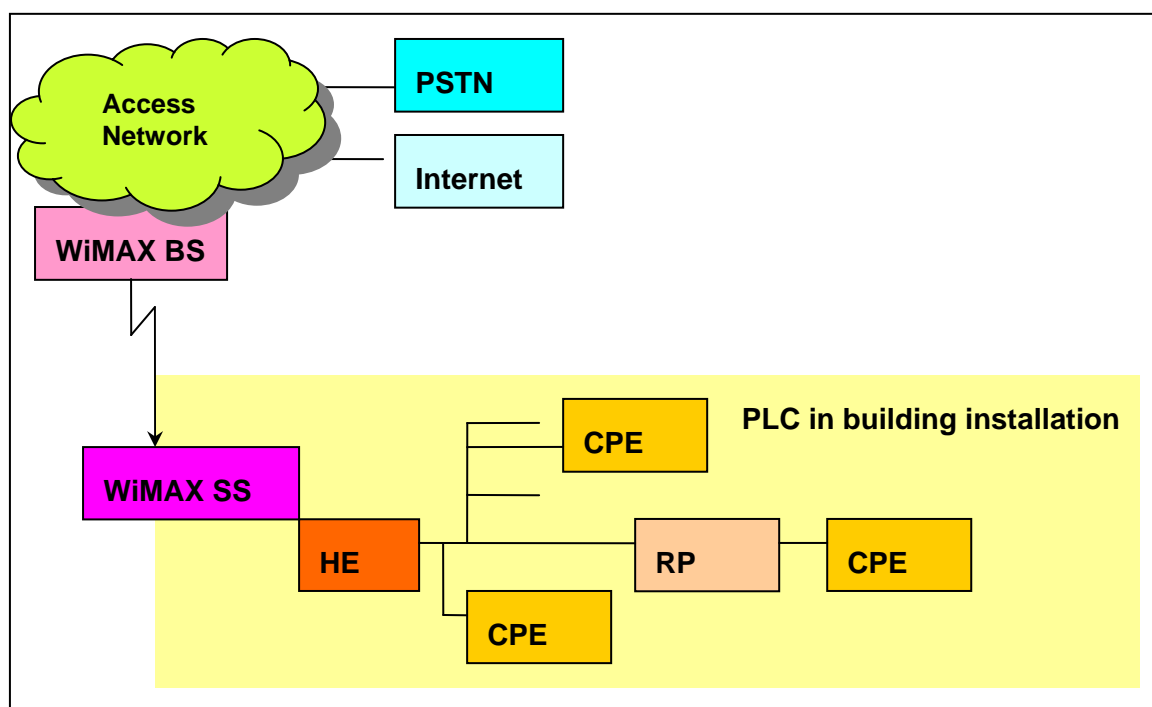 Access
Network
PSTN
Internet
WiMAX BS
PLC in building installation
CPE
WiMAX SS
HE
RP
CPE
CPE